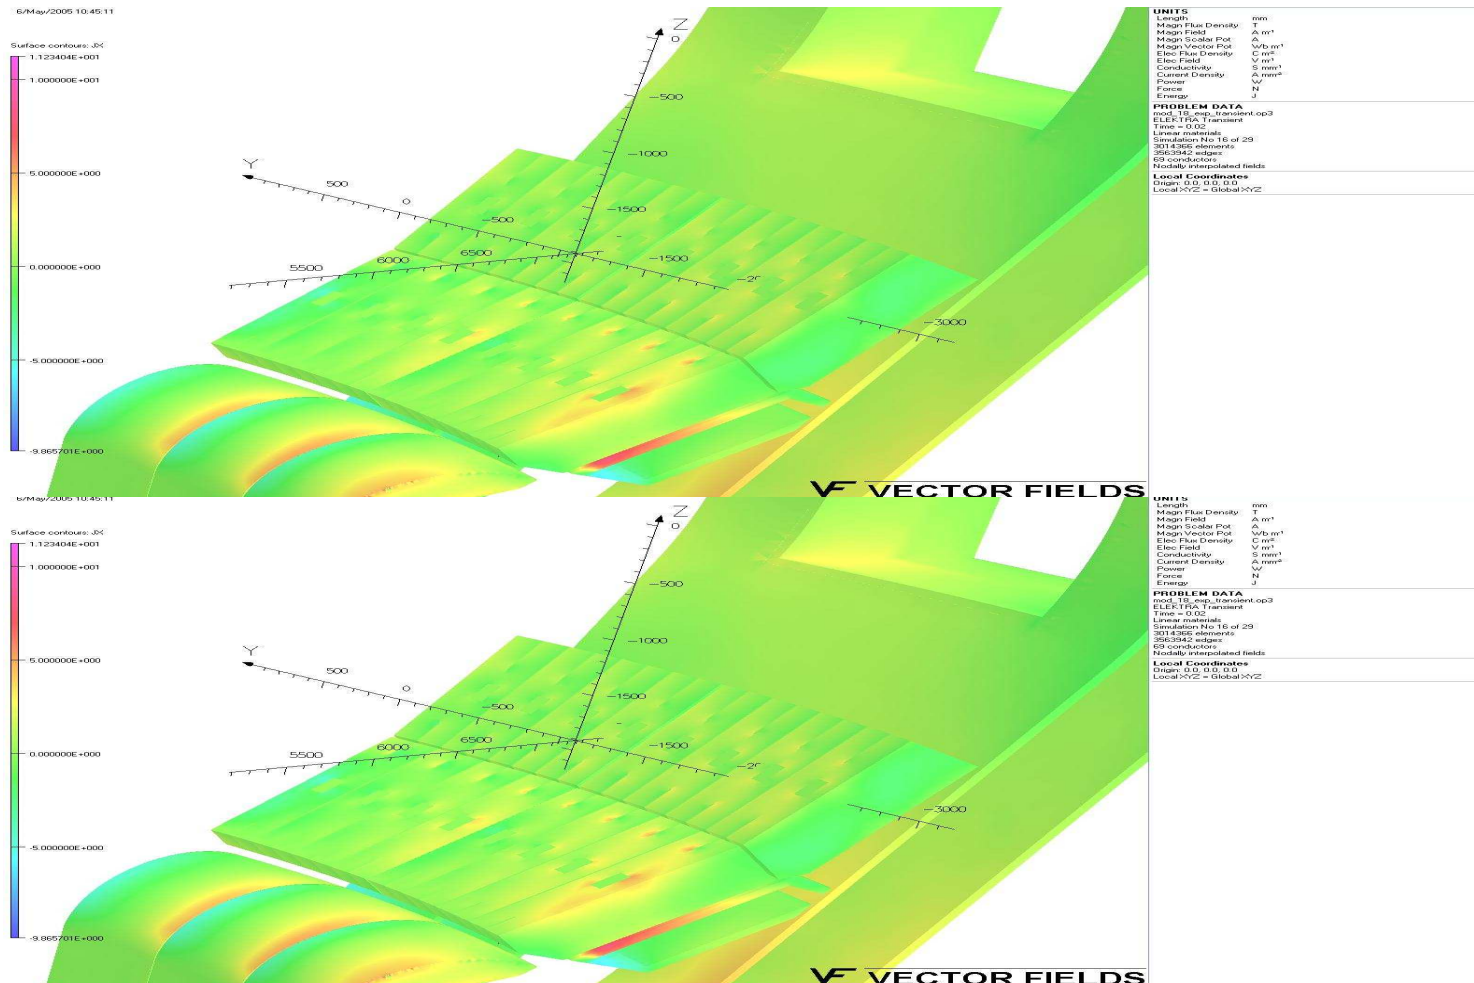 6/May/2005 10:45:11
Surface contours: JX
1.123404E+001
1.000000E+001
5.000000E+000
0.000000E+000
-5.000000E+000
-9.865701E+000
Z
0
-500
-1000
-1500
Y
500
0
-500
-1500
5500
6000
6500
-3000
VECTOR FIELDS
UNITS
Length mm
Magn Flux Density T
Magn Field A m⁻¹
Magn Scalar Pot A
Magn Vector Pot Wb m⁻¹
Elec Flux Density C m⁻²
Elec Field V m⁻¹
Conductivity S mm⁻¹
Current Density A mm⁻²
Power W
Force N
Energy J
PROBLEM DATA
mod_18_exp_transient.op3
ELEKTRA Transient
Time = 0.02
Linear materials
Simulation No 16 of 29
3014366 elements
3563942 edges
69 conductors
Nodally interpolated fields
Local Coordinates
Origin: 0.0, 0.0, 0.0
Local XYZ = Global XYZ
6/May/2005 10:45:11
Surface contours: JX
1.123404E+001
1.000000E+001
5.000000E+000
0.000000E+000
-5.000000E+000
-9.865701E+000
Z
0
-500
-1000
-1500
Y
500
0
-500
-1500
5500
6000
6500
-3000
VECTOR FIELDS
UNITS
Length mm
Magn Flux Density T
Magn Field A m⁻¹
Magn Scalar Pot A
Magn Vector Pot Wb m⁻¹
Elec Flux Density C m⁻²
Elec Field V m⁻¹
Conductivity S mm⁻¹
Current Density A mm⁻²
Power W
Force N
Energy J
PROBLEM DATA
mod_18_exp_transient.op3
ELEKTRA Transient
Time = 0.02
Linear materials
Simulation No 16 of 29
3014366 elements
3563942 edges
69 conductors
Nodally interpolated fields
Local Coordinates
Origin: 0.0, 0.0, 0.0
Local XYZ = Global XYZ